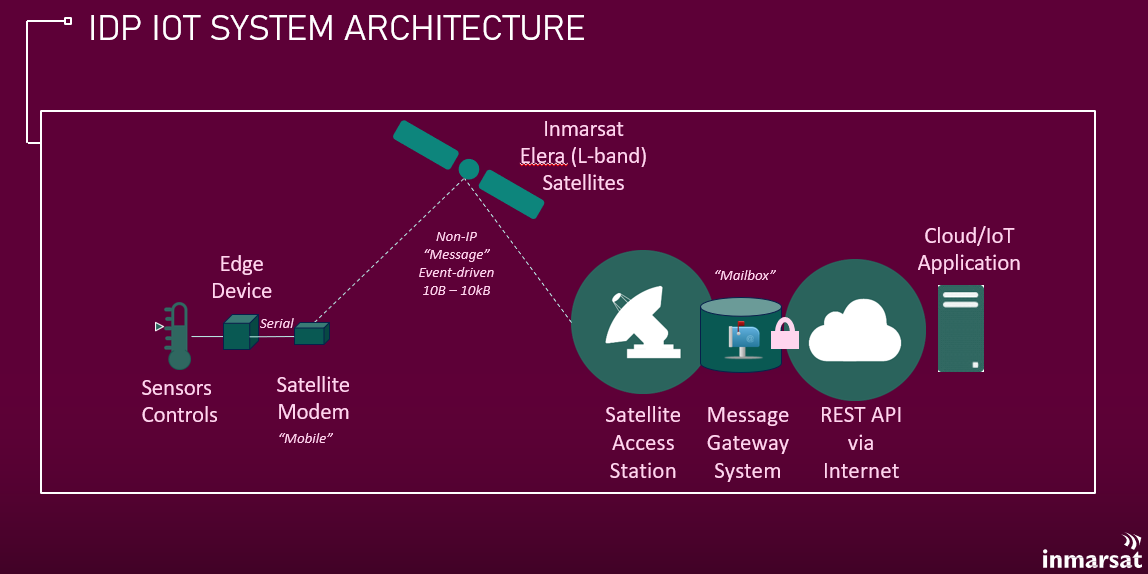 IDP IOT SYSTEM ARCHITECTURE
Inmarsat
Elera (L-band)
Satellites
Non-IP
“Message”
Event-driven
10B – 10kB
Edge
Device
Serial
Sensors
Controls
Satellite
Modem
“Mobile”
“Mailbox”
Satellite
Access
Station
Message
Gateway
System
REST API
via
Internet
Cloud/IoT
Application
inmarsat